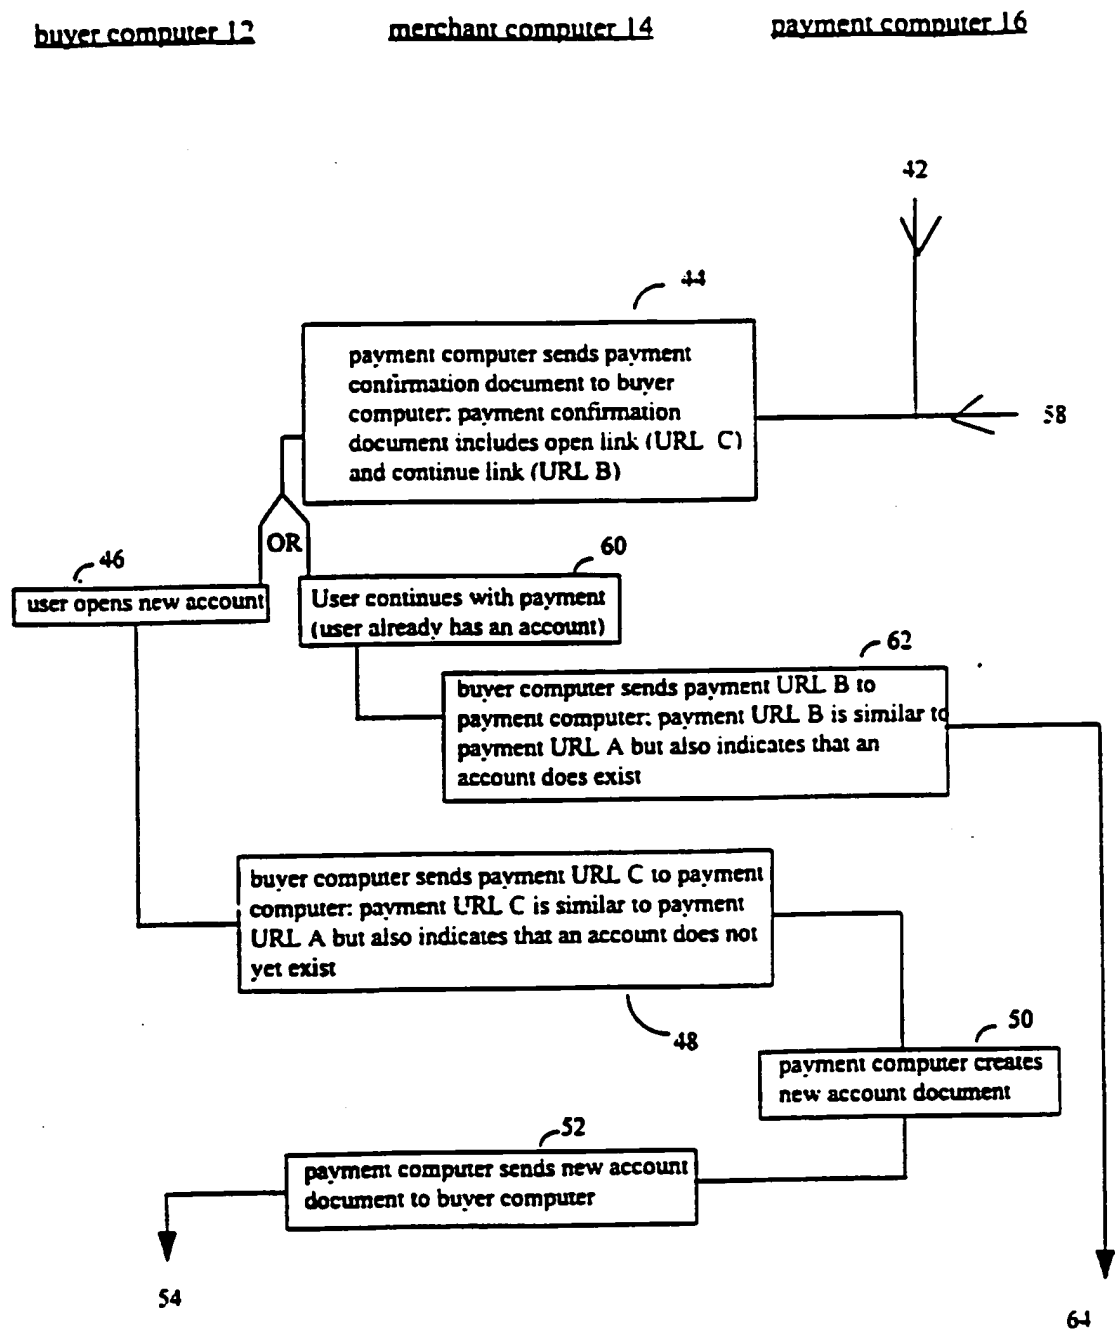 buyer computer 12
merchant computer 14
payment computer 16
42
44
payment computer sends payment
confirmation document to buyer
computer: payment confirmation
document includes open link (URL C)
and continue link (URL B)
58
OR
46
user opens new account
60
User continues with payment
(user already has an account)
62
buyer computer sends payment URL B to
payment computer: payment URL B is similar to
payment URL A but also indicates that an
account does exist
buyer computer sends payment URL C to payment
computer: payment URL C is similar to payment
URL A but also indicates that an account does not
yet exist
48
50
payment computer creates
new account document
52
payment computer sends new account
document to buyer computer
54
64